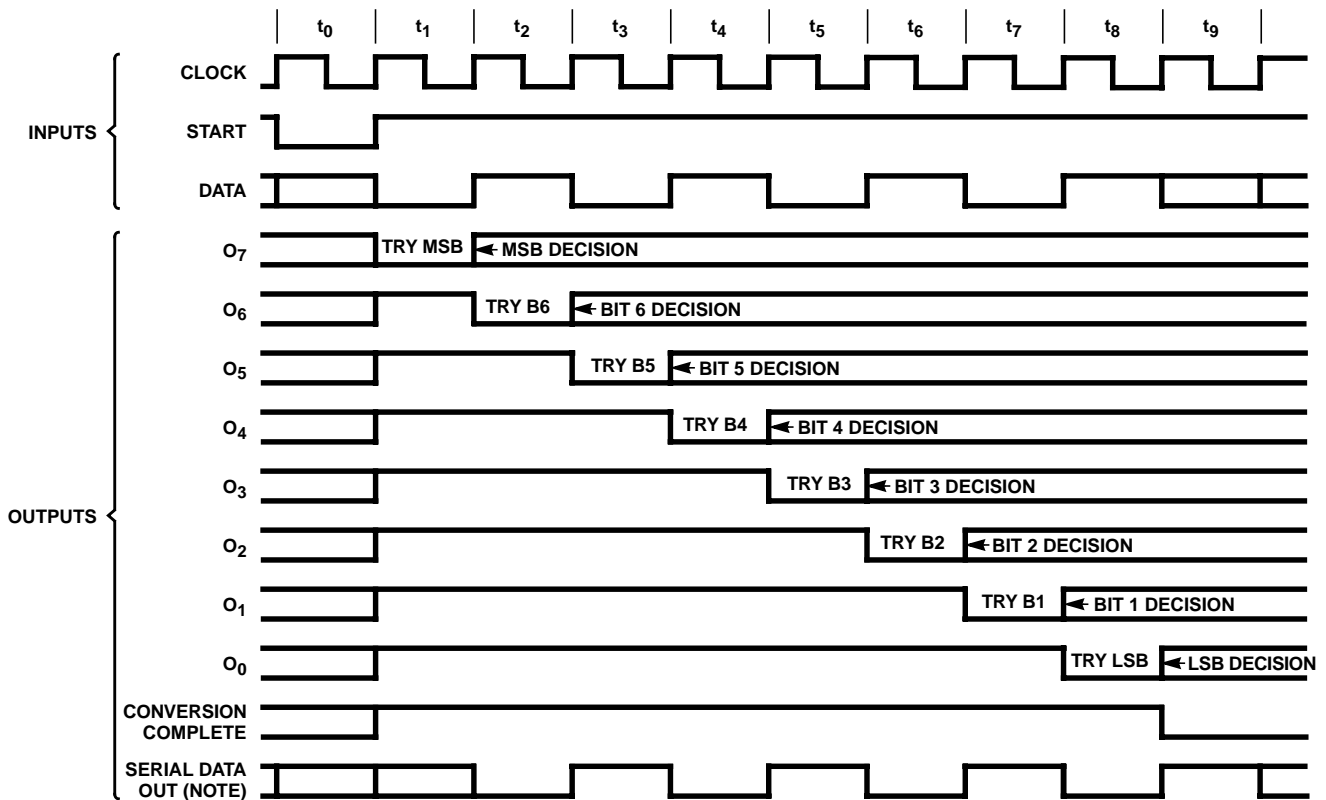 t0 t1 t2 t3 t4 t5 t6 t7 t8 t9
CLOCK
START
INPUTS
DATA
O7 TRY MSB MSB DECISION
O6 TRY B6 BIT 6 DECISION
O5 TRY B5 BIT 5 DECISION
O4 TRY B4 BIT 4 DECISION
O3 TRY B3 BIT 3 DECISION
OUTPUTS
O2 TRY B2 BIT 2 DECISION
O1 TRY B1 BIT 1 DECISION
O0 TRY LSB LSB DECISION
CONVERSION
COMPLETE
SERIAL DATA
OUT (NOTE)